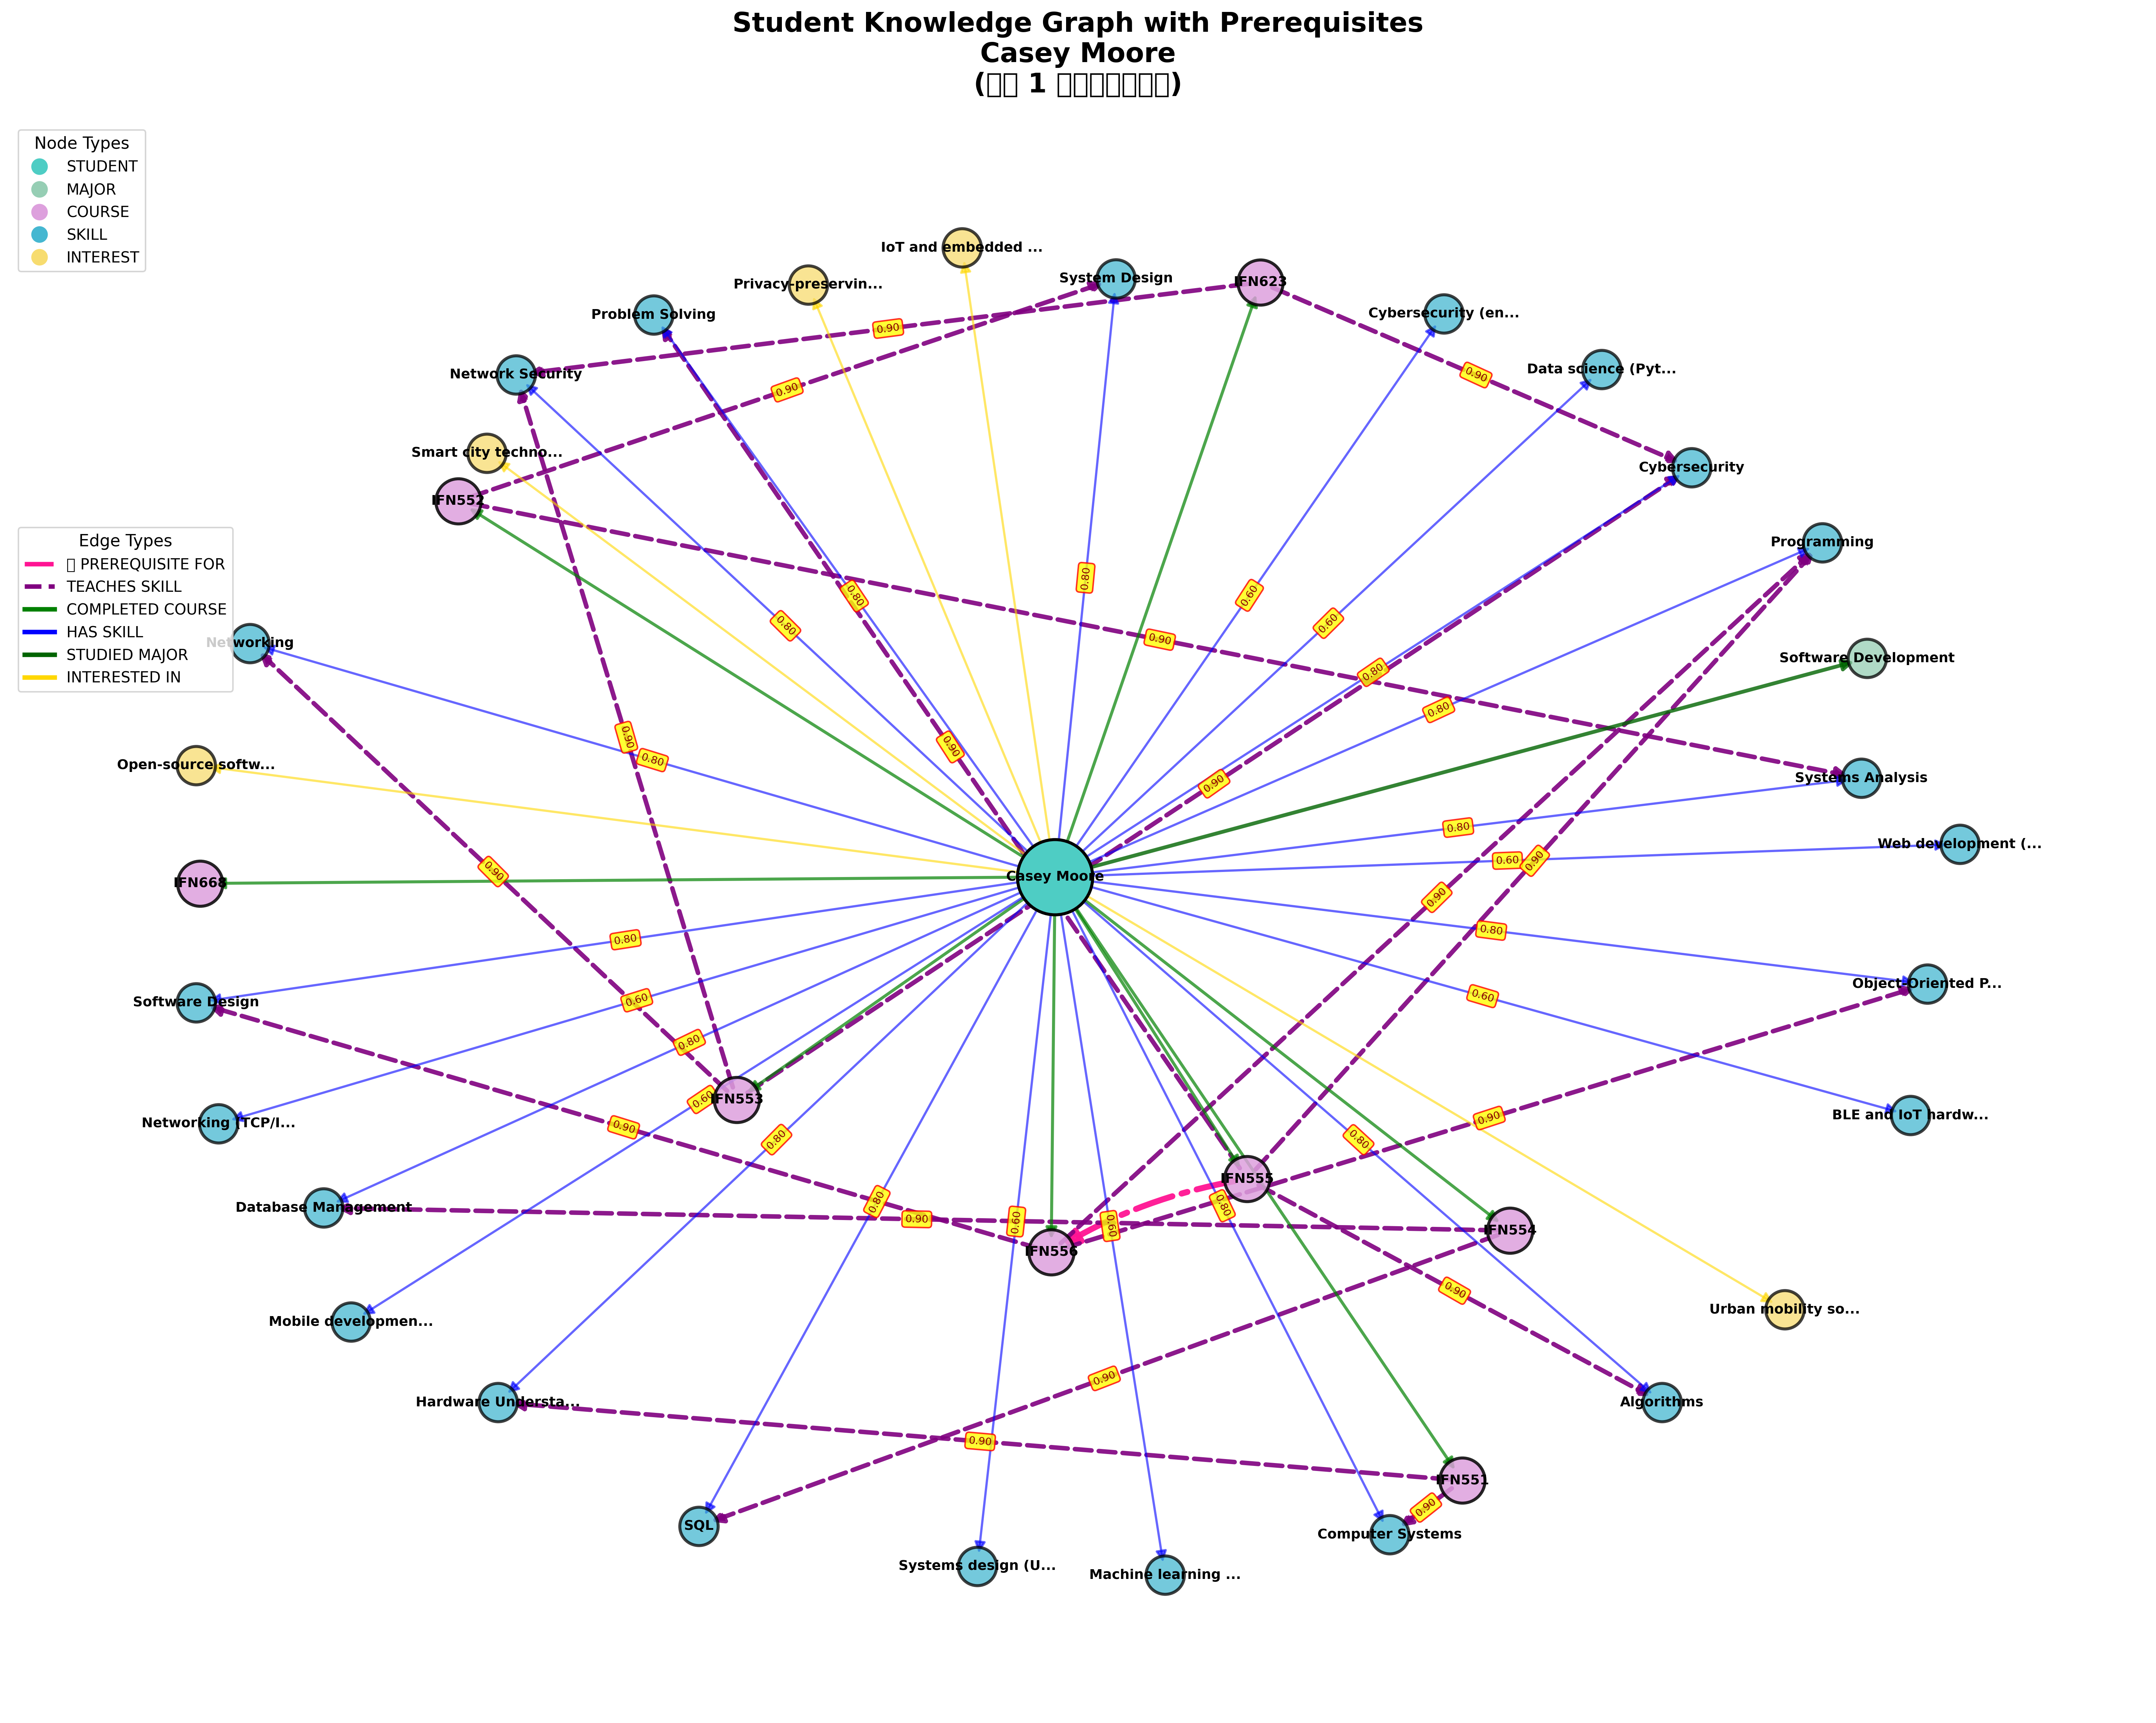 Student Knowledge Graph with Prerequisites
Casey Moore
(□□ 1 □□□□□□□)
Node Types
STUDENT
MAJOR
COURSE
SKILL
INTEREST
Edge Types
□ PREREQUISITE FOR
TEACHES SKILL
COMPLETED COURSE
HAS SKILL
STUDIED MAJOR
INTERESTED IN
IoT and embedded ...
System Design
IFN623
Privacy-preservin...
Problem Solving
Cybersecurity (en...
0.90
Network Security
Data science (Pyt...
0.90
0.90
Smart city techno...
Cybersecurity
IFN552
Programming
0.80
0.80
0.60
0.80
0.60
0.90
Networking
Software Development
0.80
0.80
0.90
0.90
0.80
Open-source softw...
Systems Analysis
0.90
0.80
Web development (...
0.60
0.90
0.90
IFN668
Casey Moore
0.90
0.80
0.80
Object Oriented P...
0.60
0.60
Software Design
0.80
0.60
IFN553
Networking (TCP/I...
0.90
0.90
BLE and IoT hardw...
0.80
0.80
IFN555
0.80
0.80
Database Management
0.90
0.60
0.60
IFN554
IFN556
0.90
Urban mobility so...
Mobile developmen...
0.90
Hardware Understa...
Algorithms
0.90
IFN551
0.90
SQL
Computer Systems
Systems design (U...
Machine learning ...